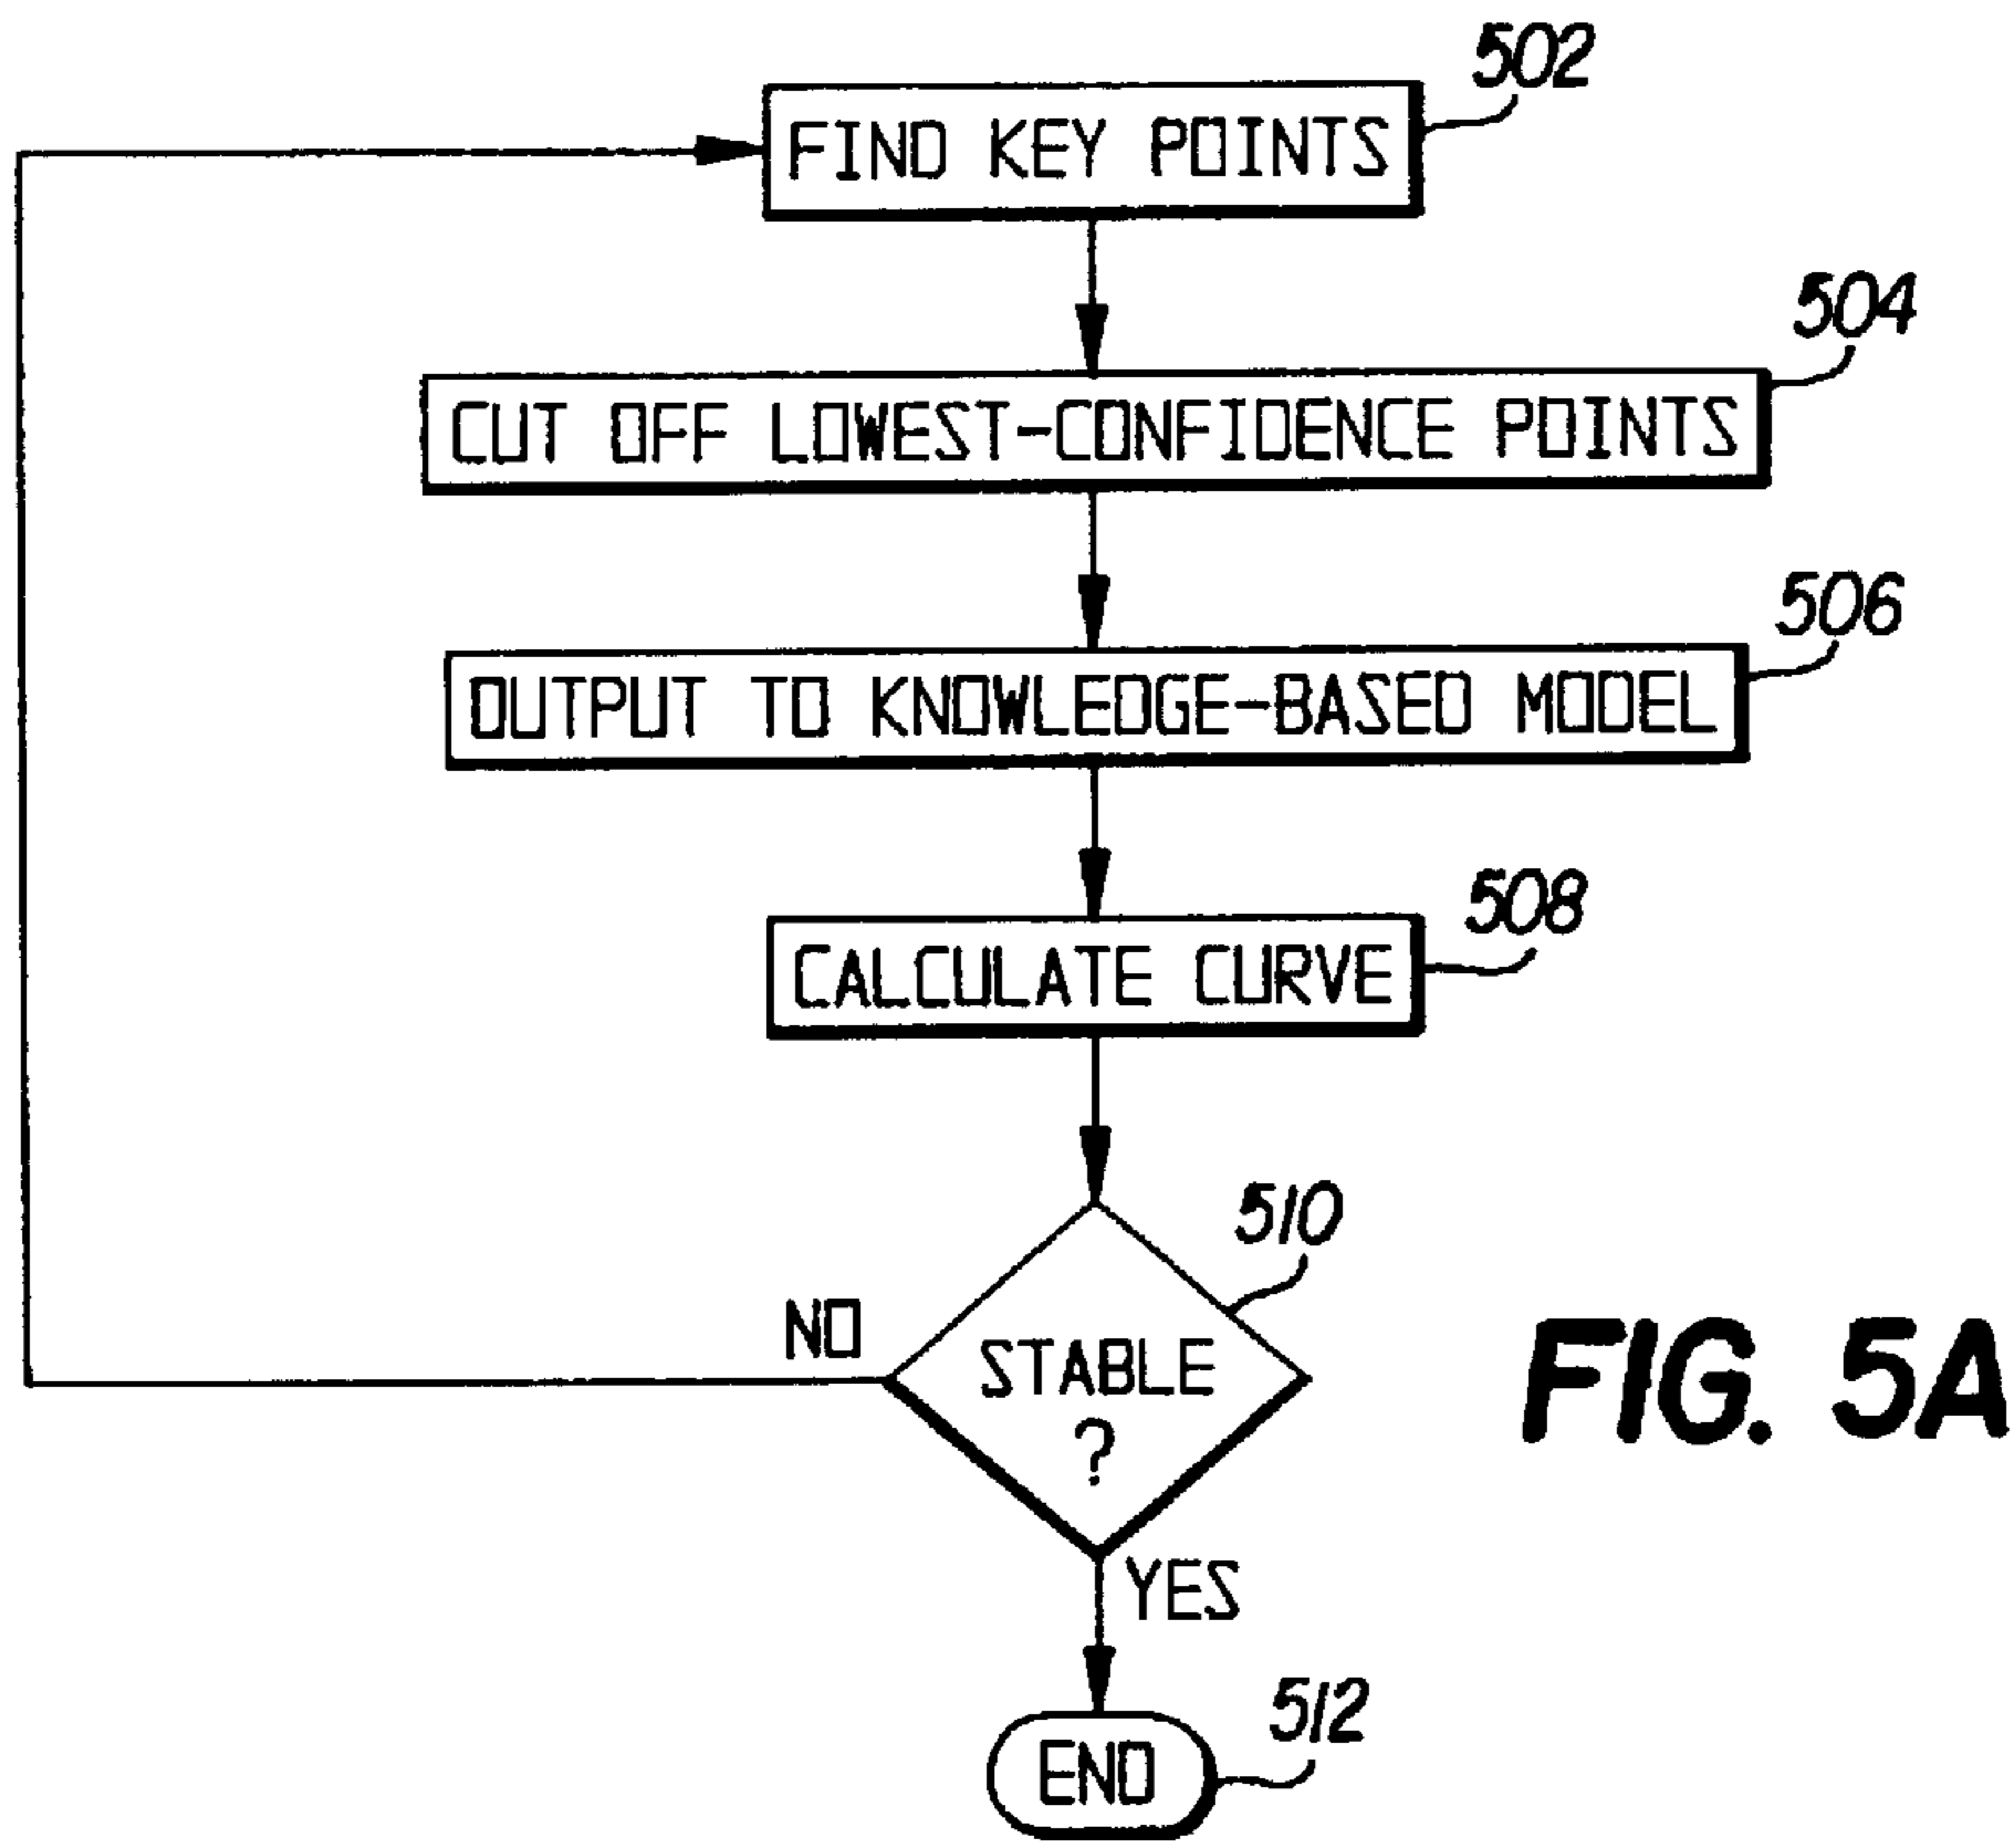 502
FIND KEY POINTS
504
CUT OFF LOWEST-CONFIDENCE POINTS
506
OUTPUT TO KNOWLEDGE-BASED MODEL
508
CALCULATE CURVE
510
NO
STABLE
?
FIG. 5A
YES
512
END